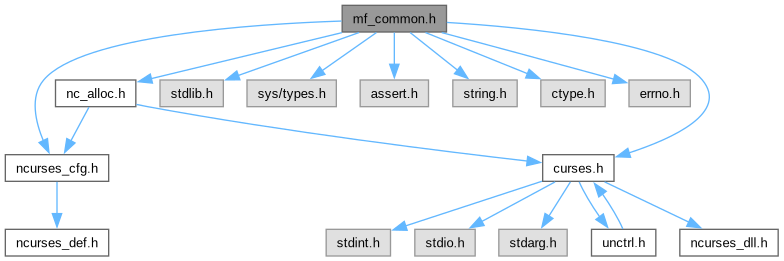 mf_common.h
nc_alloc.h
stdlib.h
sys/types.h
assert.h
string.h
ctype.h
errno.h
ncurses_cfg.h
curses.h
ncurses_def.h
stdint.h
stdio.h
stdarg.h
unctrl.h
ncurses_dll.h